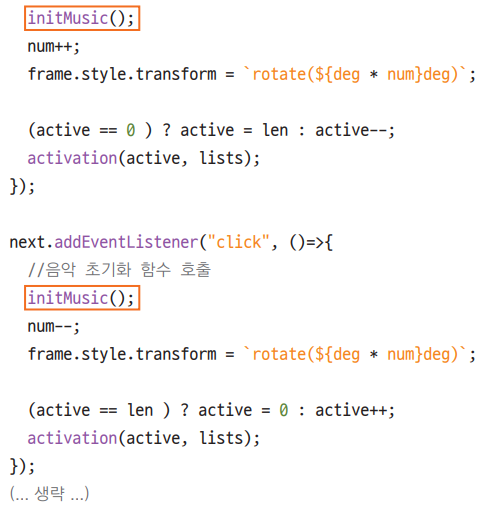 initMusic();
num++;
frame.style.transform = `rotate(${deg * num}deg)`;
(active == 0 ) ? active = len : active--;
activation(active, lists);
});
next.addEventListener("click", ()=>{
//음악 초기화 함수 호출
initMusic();
num--;
frame.style.transform = `rotate(${deg * num}deg)`;
(active == len ) ? active = 0 : active++;
activation(active, lists);
});
(... 생략 ...)